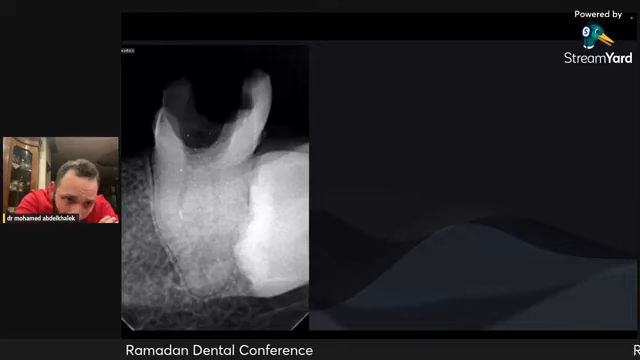 Powered by
StreamYard
dr mohamed abdelkhalek
Ramadan Dental Conference
R